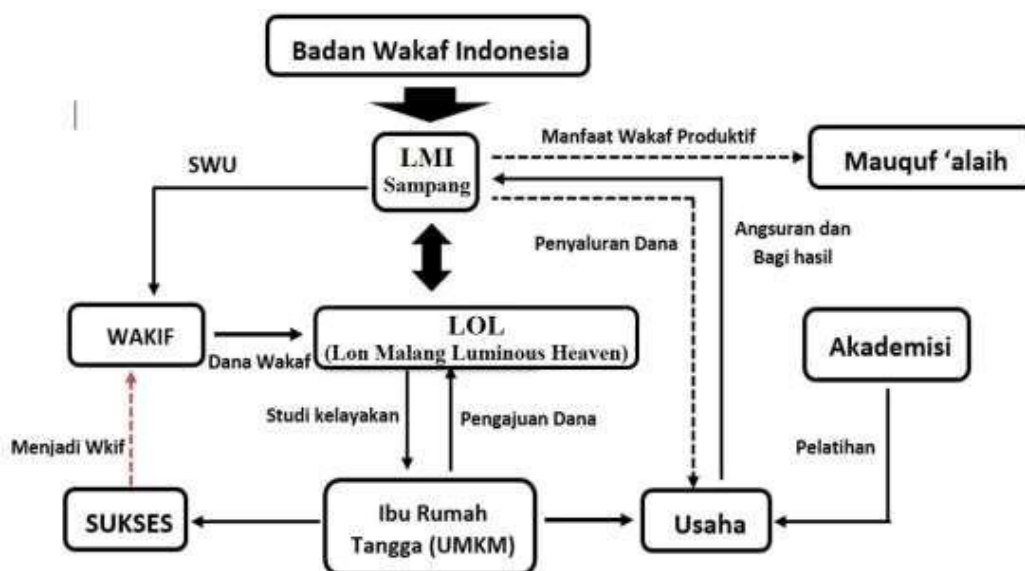 Badan Wakaf Indonesia
LMI
Sampang
Manfaat Wakaf Produktif
Mauquf ‘alaih
SWU
Penyaluran Dana
Angsuran dan
Bagi hasil
WAKIF
Dana Wakaf
LOL
(Lon Malang Luminous Heaven)
Akademisi
Studi kelayakan
Pengajuan Dana
Pelatihan
Menjadi Wkif
SUKSES
Ibu Rumah
Tangga (UMKM)
Usaha